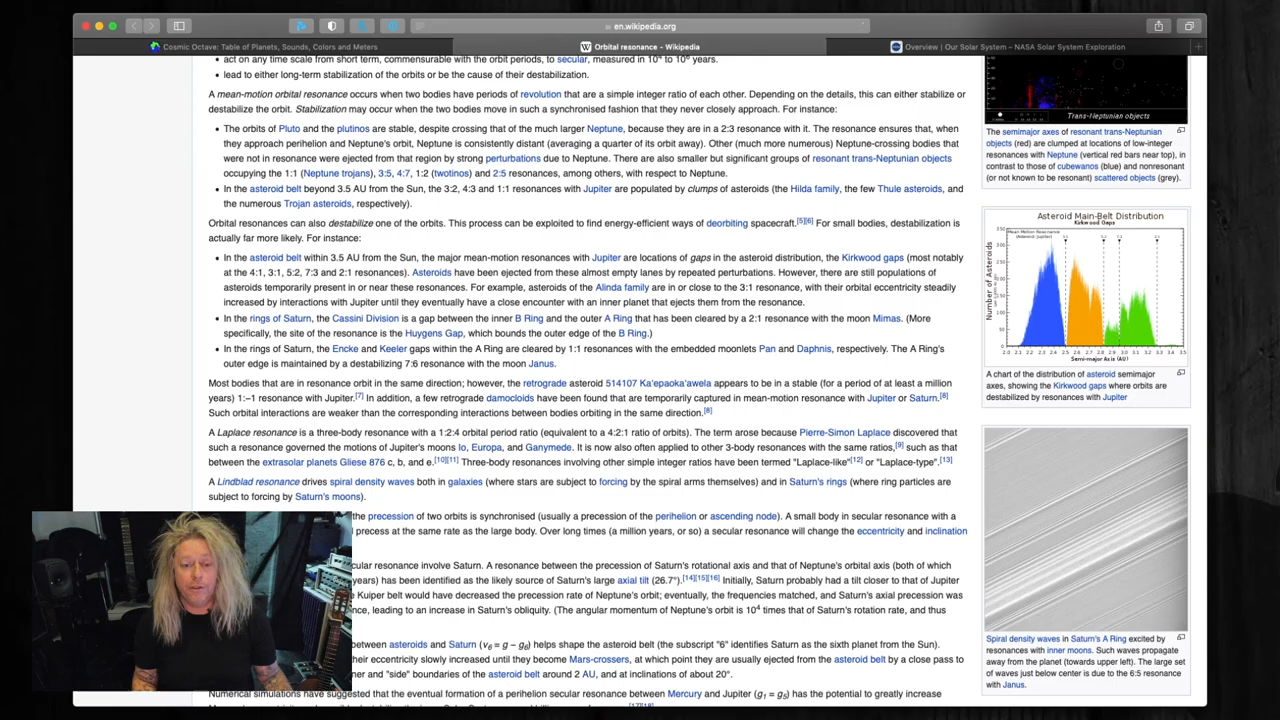 en.wikipedia.org
Cosmic Octave: Table of Planets, Sounds, Colors and Meters
Orbital resonance - Wikipedia
Overview | Our Solar System – NASA Solar System Exploration
act on any time scale from short term, commensurable with the orbit periods, to secular, measured in 10⁴ to 10⁶ years.
lead to either long-term stabilization of the orbits or be the cause of their destabilization.
A mean-motion orbital resonance occurs when two bodies have periods of revolution that are a simple integer ratio of each other. Depending on the details, this can either stabilize or
destabilize the orbit. Stabilization may occur when the two bodies move in such a synchronised fashion that they never closely approach. For instance:
The orbits of Pluto and the plutinos are stable, despite crossing that of the much larger Neptune, because they are in a 2:3 resonance with it. The resonance ensures that, when
they approach perihelion and Neptune's orbit, Neptune is consistently distant (averaging a quarter of its orbit away). Other (much more numerous) Neptune-crossing bodies that
were not in resonance were ejected from that region by strong perturbations due to Neptune. There are also smaller but significant groups of resonant trans-Neptunian objects
occupying the 1:1 (Neptune trojans), 3:5, 4:7, 1:2 (twotinos) and 2:5 resonances, among others, with respect to Neptune.
In the asteroid belt beyond 3.5 AU from the Sun, the 3:2, 4:3 and 1:1 resonances with Jupiter are populated by clumps of asteroids (the Hilda family, the few Thule asteroids, and
the numerous Trojan asteroids, respectively).
Orbital resonances can also destabilize one of the orbits. This process can be exploited to find energy-efficient ways of deorbiting spacecraft.[5][6] For small bodies, destabilization is
actually far more likely. For instance:
In the asteroid belt within 3.5 AU from the Sun, the major mean-motion resonances with Jupiter are locations of gaps in the asteroid distribution, the Kirkwood gaps (most notably
at the 4:1, 3:1, 5:2, 7:3 and 2:1 resonances). Asteroids have been ejected from these almost empty lanes by repeated perturbations. However, there are still populations of
asteroids temporarily present in or near these resonances. For example, asteroids of the Alinda family are in or close to the 3:1 resonance, with their orbital eccentricity steadily
increased by interactions with Jupiter until they eventually have a close encounter with an inner planet that ejects them from the resonance.
In the rings of Saturn, the Cassini Division is a gap between the inner B Ring and the outer A Ring that has been cleared by a 2:1 resonance with the moon Mimas. (More
specifically, the site of the resonance is the Huygens Gap, which bounds the outer edge of the B Ring.)
In the rings of Saturn, the Encke and Keeler gaps within the A Ring are cleared by 1:1 resonances with the embedded moonlets Pan and Daphnis, respectively. The A Ring's
outer edge is maintained by a destabilizing 7:6 resonance with the moon Janus.
Most bodies that are in resonance orbit in the same direction; however, the retrograde asteroid 514107 Kaʻepaokaʻawela appears to be in a stable (for a period of at least a million
years) 1:−1 resonance with Jupiter.[7] In addition, a few retrograde damocloids have been found that are temporarily captured in mean-motion resonance with Jupiter or Saturn.[8]
Such orbital interactions are weaker than the corresponding interactions between bodies orbiting in the same direction.[8]
A Laplace resonance is a three-body resonance with a 1:2:4 orbital period ratio (equivalent to a 4:2:1 ratio of orbits). The term arose because Pierre-Simon Laplace discovered that
such a resonance governed the motions of Jupiter's moons Io, Europa, and Ganymede. It is now also often applied to other 3-body resonances with the same ratios,[9] such as that
between the extrasolar planets Gliese 876 c, b, and e.[10][11] Three-body resonances involving other simple integer ratios have been termed "Laplace-like"[12] or "Laplace-type".[13]
A Lindblad resonance drives spiral density waves both in galaxies (where stars are subject to forcing by the spiral arms themselves) and in Saturn's rings (where ring particles are
subject to forcing by Saturn's moons).
the precession of two orbits is synchronised (usually a precession of the perihelion or ascending node). A small body in secular resonance with a
precess at the same rate as the large body. Over long times (a million years, or so) a secular resonance will change the eccentricity and inclination
cular resonance involve Saturn. A resonance between the precession of Saturn's rotational axis and that of Neptune's orbital axis (both of which
years) has been identified as the likely source of Saturn's large axial tilt (26.7°).[14][15][16] Initially, Saturn probably had a tilt closer to that of Jupiter
e Kuiper belt would have decreased the precession rate of Neptune's orbit; eventually, the frequencies matched, and Saturn's axial precession was
nce, leading to an increase in Saturn's obliquity. (The angular momentum of Neptune's orbit is 10⁴ times that of Saturn's rotation rate, and thus
between asteroids and Saturn (ν₆ = g − g₆) helps shape the asteroid belt (the subscript "6" identifies Saturn as the sixth planet from the Sun).
heir eccentricity slowly increased until they become Mars-crossers, at which point they are usually ejected from the asteroid belt by a close pass to
ner and "side" boundaries of the asteroid belt around 2 AU, and at inclinations of about 20°.
Numerical simulations have suggested that the eventual formation of a perihelion secular resonance between Mercury and Jupiter (g₁ = g₅) has the potential to greatly increase
Trans-Neptunian objects
The semimajor axes of resonant trans-Neptunian
objects (red) are clumped at locations of low-integer
resonances with Neptune (vertical red bars near top), in
contrast to those of cubewanos (blue) and nonresonant
(or not known to be resonant) scattered objects (grey).
Asteroid Main-Belt Distribution
Kirkwood Gaps
Mean Motion Resonance
(Asteroid: Jupiter)
Number of Asteroids
2.0 2.1 2.2 2.3 2.4 2.5 2.6 2.7 2.8 2.9 3.0 3.1 3.2 3.3 3.4 3.5
Semi-major Axis (AU)
A chart of the distribution of asteroid semimajor
axes, showing the Kirkwood gaps where orbits are
destabilized by resonances with Jupiter
Spiral density waves in Saturn's A Ring excited by
resonances with inner moons. Such waves propagate
away from the planet (towards upper left). The large set
of waves just below center is due to the 6:5 resonance
with Janus.